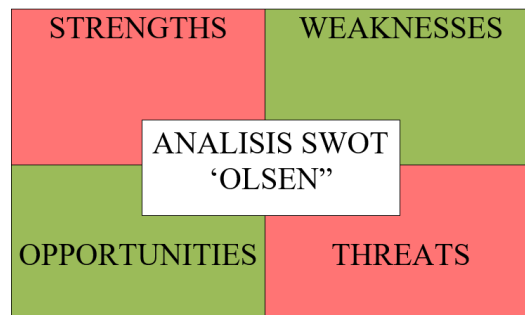 STRENGTHS
WEAKNESSES
ANALISIS SWOT
‘OLSEN”
OPPORTUNITIES
THREATS